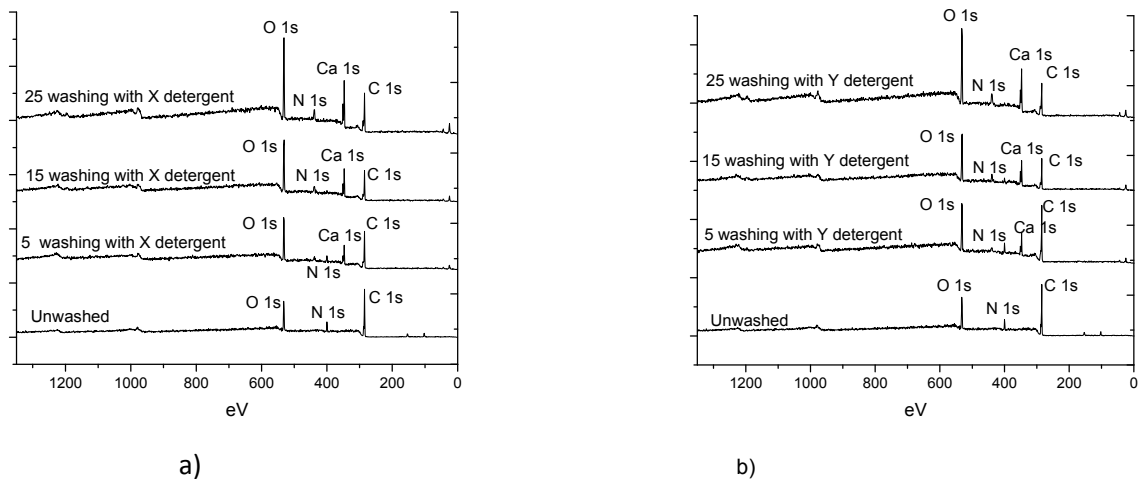 O 1s
Ca 1s
C 1s
25 washing with X detergent
N 1s
O 1s
Ca 1s
15 washing with X detergent
N 1s
C 1s
O 1s
Ca 1s
C 1s
5 washing with X detergent
N 1s
O 1s
N 1s
C 1s
Unwashed
1200 1000 800 600 400 200 0
eV
a)
O 1s
Ca 1s
C 1s
25 washing with Y detergent
N 1s
O 1s
Ca 1s
15 washing with Y detergent
N 1s
C 1s
O 1s
C 1s
Ca 1s
5 washing with Y detergent
N 1s
O 1s
C 1s
N 1s
Unwashed
1200 1000 800 600 400 200 0
eV
b)